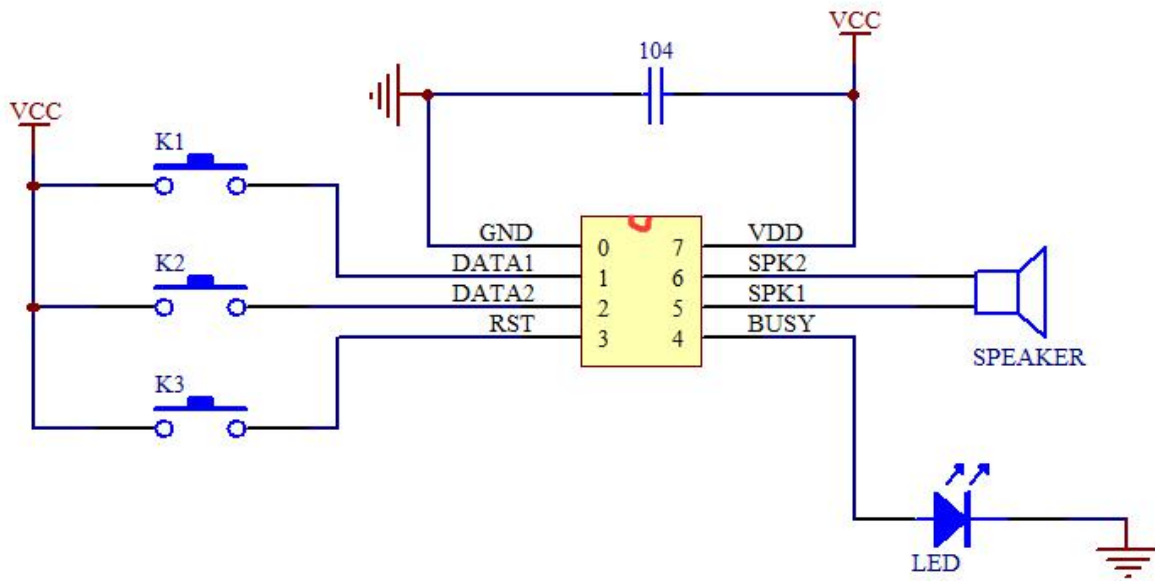 VCC
104
VCC
K1
GND 0 7 VDD
DATA1 1 6 SPK2
K2
DATA2 2 5 SPK1
RST 3 4 BUSY
SPEAKER
K3
LED